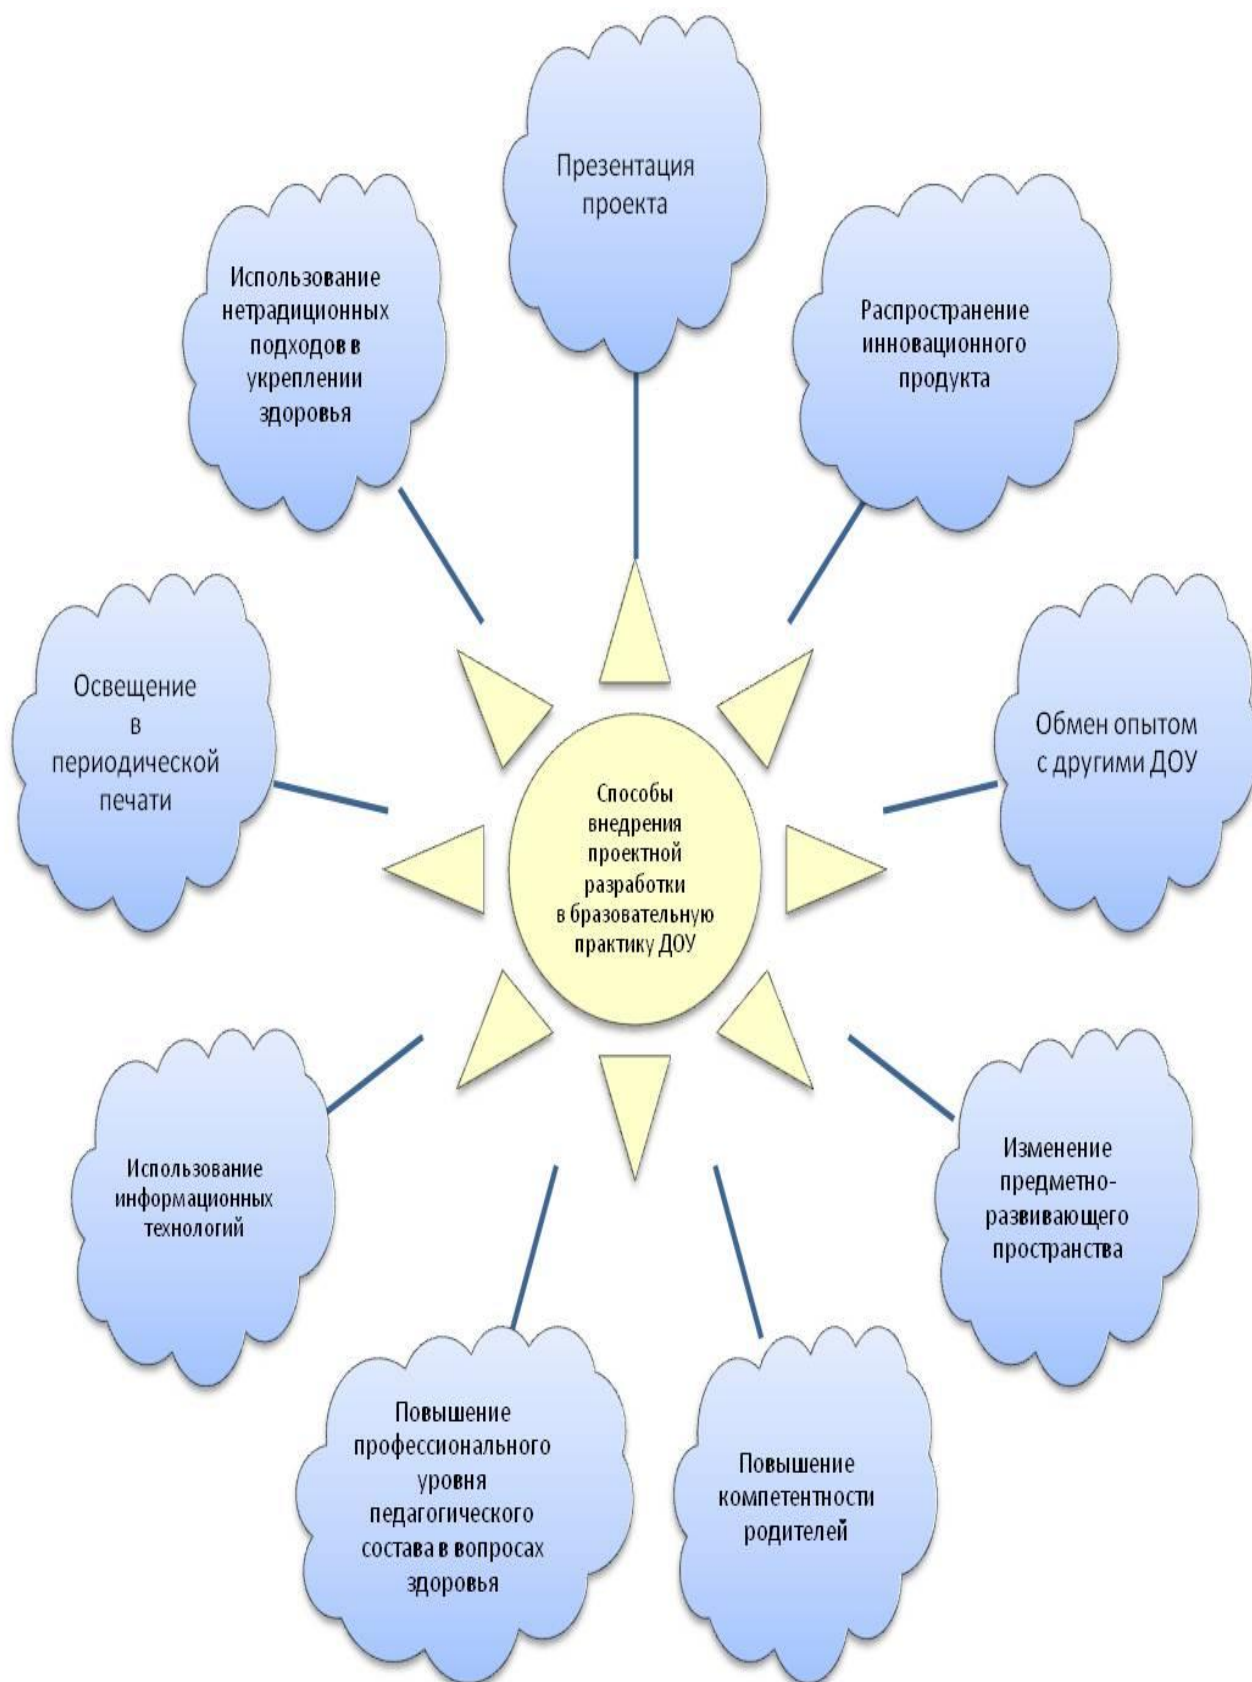 Презентация
проекта
Использование
нетрадиционных
подходов в
укреплении
здоровья
Распространение
инновационного
продукта
Освещение
в
периодической
печати
Обмен опытом
с другими ДОУ
Способы
внедрения
проектной
разработки
в бразовательную
практику ДОУ
Использование
информационных
технологий
Изменение
предметно-
развивающего
пространства
Повышение
профессионального
уровня
педагогического
состава в вопросах
здоровья
Повышение
компетентности
родителей